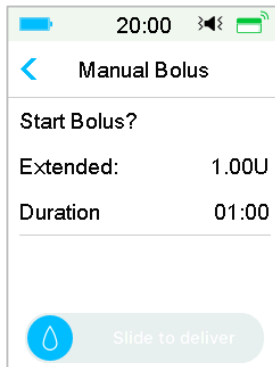 20:00
Manual Bolus
Start Bolus?
Extended: 1.00U
Duration 01:00
Slide to deliver